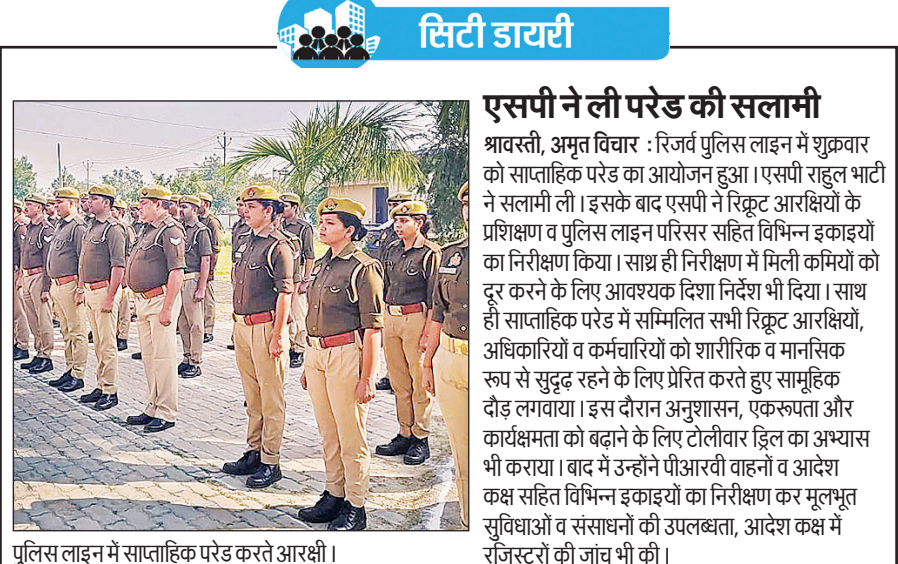 सिटी डायरी
एसपी ने ली परेड की सलामी
श्रावस्ती, अमृत विचार : रिजर्व पुलिस लाइन में शुक्रवार
को साप्ताहिक परेड का आयोजन हुआ। एसपी राहुल भाटी
ने सलामी ली। इसके बाद एसपी ने रिक्रूट आरक्षियों के
प्रशिक्षण व पुलिस लाइन परिसर सहित विभिन्न इकाइयों
का निरीक्षण किया। साथ ही निरीक्षण में मिली कमियों को
दूर करने के लिए आवश्यक दिशा निर्देश भी दिया। साथ
ही साप्ताहिक परेड में सम्मिलित सभी रिक्रूट आरक्षियों,
अधिकारियों व कर्मचारियों को शारीरिक व मानसिक
रूप से सुदृढ़ रहने के लिए प्रेरित करते हुए सामूहिक
दौड़ लगवाया। इस दौरान अनुशासन, एकरूपता और
कार्यक्षमता को बढ़ाने के लिए टोलीवार ड्रिल का अभ्यास
भी कराया। बाद में उन्होंने पीआरवी वाहनों व आदेश
कक्ष सहित विभिन्न इकाइयों का निरीक्षण कर मूलभूत
सुविधाओं व संसाधनों की उपलब्धता, आदेश कक्ष में
रजिस्टरों की जांच भी की।
पुलिस लाइन में साप्ताहिक परेड करते आरक्षी।